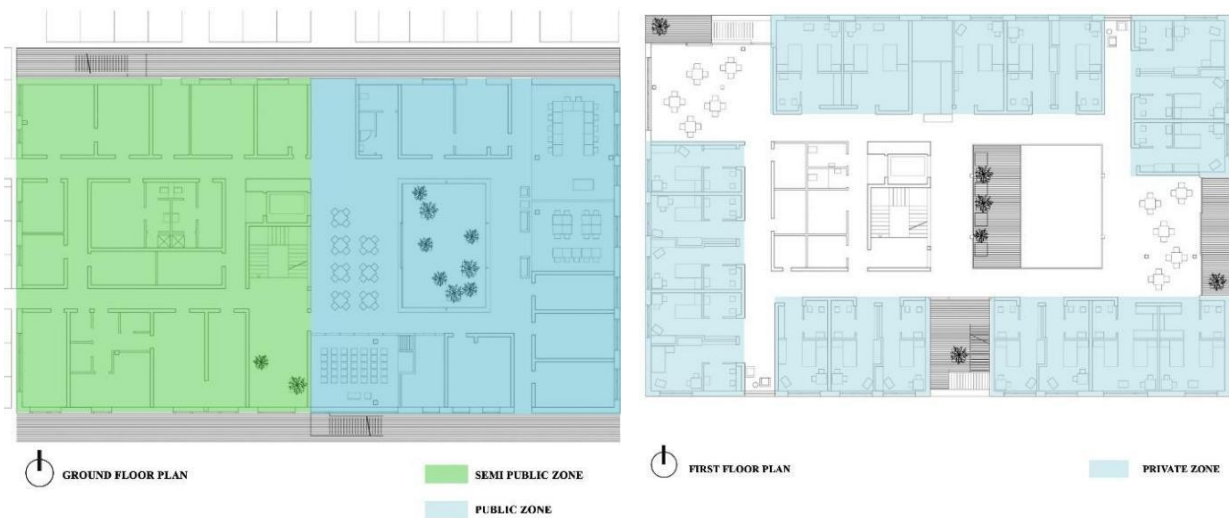 GROUND FLOOR PLAN
SEMI PUBLIC ZONE
PUBLIC ZONE
FIRST FLOOR PLAN
PRIVATE ZONE